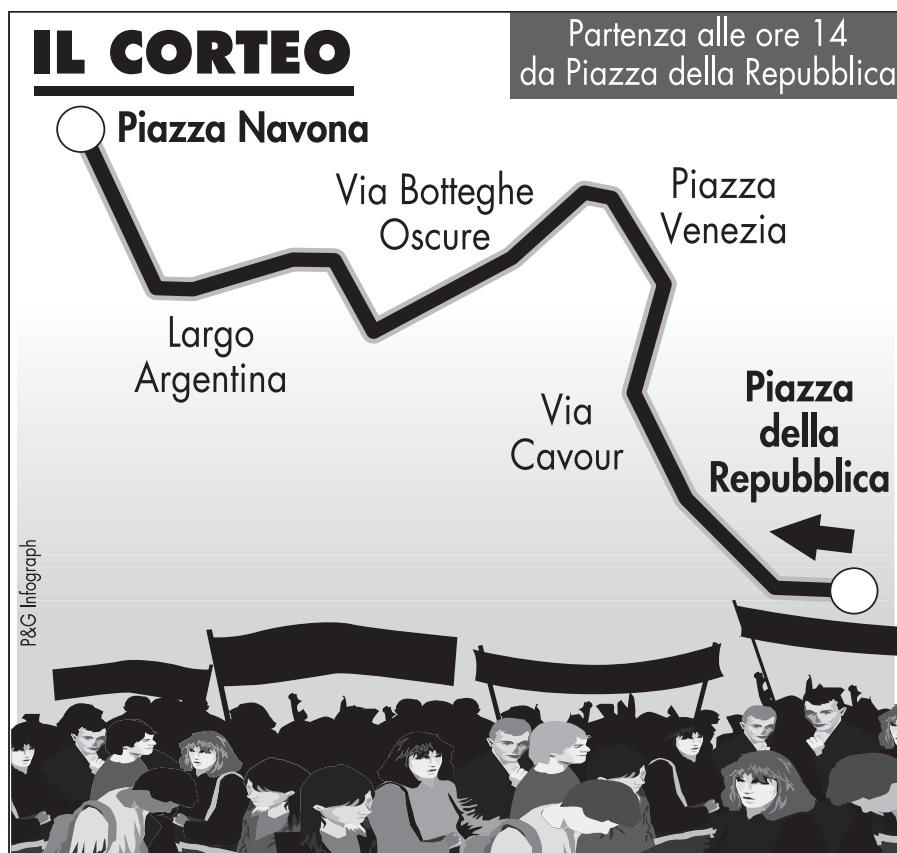 IL CORTEO
Partenza alle ore 14
da Piazza della Repubblica
Piazza Navona
Via Botteghe
Oscure
Piazza
Venezia
Largo
Argentina
Via
Cavour
Piazza
della
Repubblica
P&G Infograph